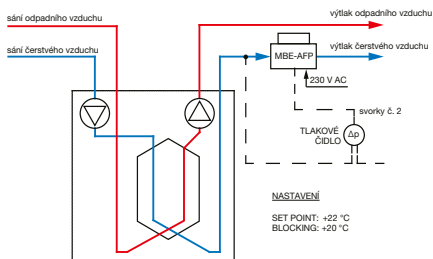 sání odpadního vzduchu
výtlak odpadního vzduchu
sání čerstvého vzduchu
výtlak čerstvého vzduchu
MBE-AFP
230 V AC
svorky č. 2
TLAKOVÉ
ČIDLO
Δp
NASTAVENÍ
SET POINT: +22 °C
BLOCKING: +20 °C